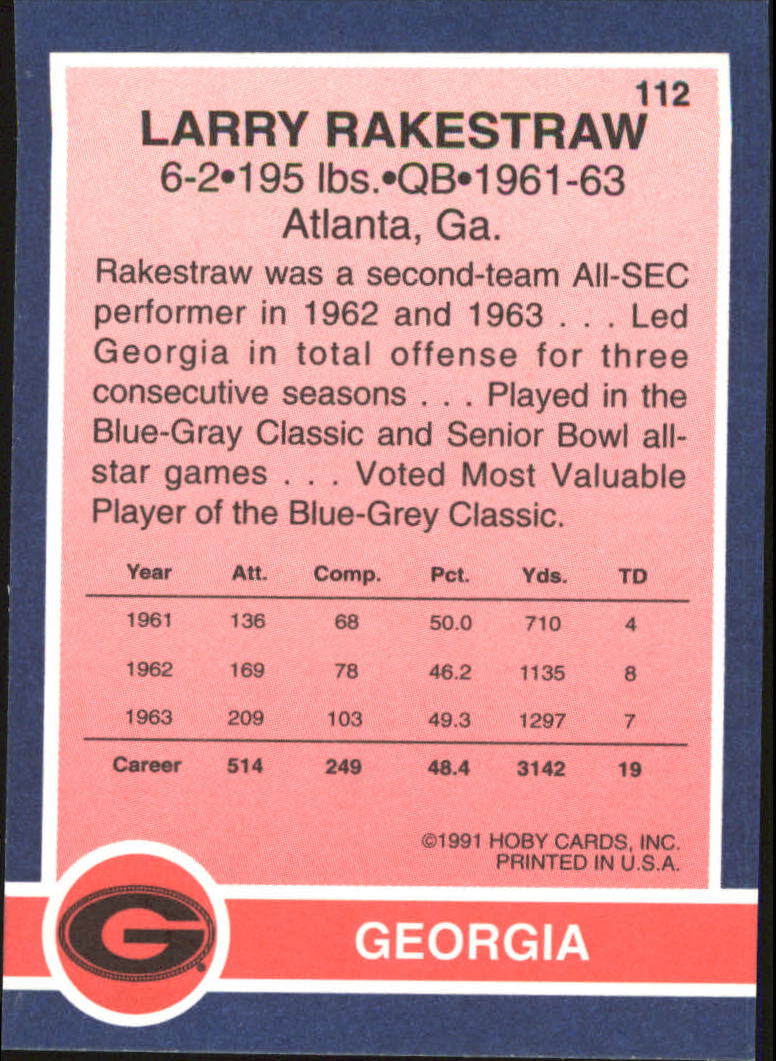 112
LARRY RAKESTRAW
6-2•195 lbs.•QB•1961-63
Atlanta, Ga.
Rakestraw was a second-team All-SEC
performer in 1962 and 1963 . . . Led
Georgia in total offense for three
consecutive seasons . . . Played in the
Blue-Gray Classic and Senior Bowl all-
star games . . . Voted Most Valuable
Player of the Blue-Grey Classic.
Year Att. Comp. Pct. Yds. TD
1961 136 68 50.0 710 4
1962 169 78 46.2 1135 8
1963 209 103 49.3 1297 7
Career 514 249 48.4 3142 19
©1991 HOBY CARDS, INC.
PRINTED IN U.S.A.
G
GEORGIA